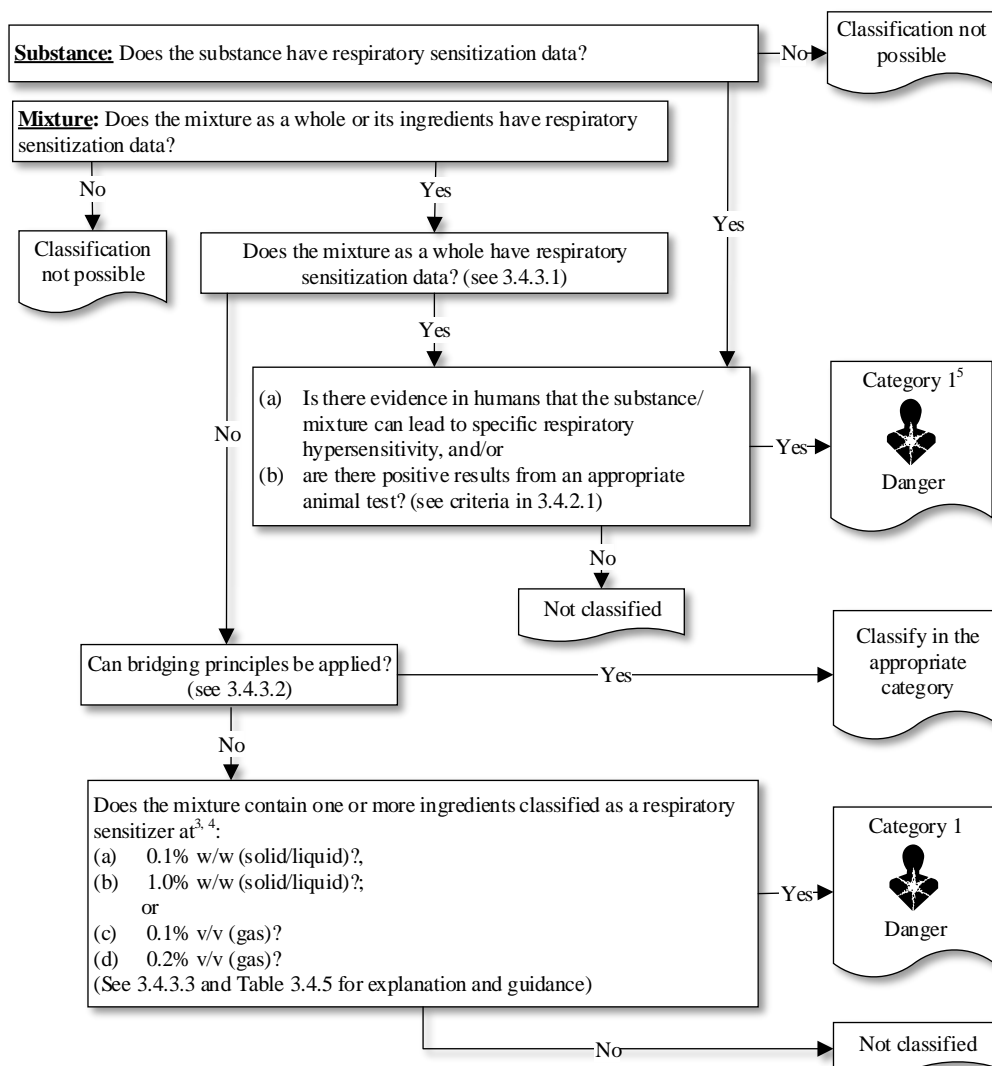 Substance: Does the substance have respiratory sensitization data?
No
Classification not
possible
Mixture: Does the mixture as a whole or its ingredients have respiratory
sensitization data?
No
Yes
Yes
Classification
not possible
Does the mixture as a whole have respiratory
sensitization data? (see 3.4.3.1)
Yes
No
(a) Is there evidence in humans that the substance/
mixture can lead to specific respiratory
hypersensitivity, and/or
(b) are there positive results from an appropriate
animal test? (see criteria in 3.4.2.1)
Yes
Category 1⁵
Danger
No
Not classified
Can bridging principles be applied?
(see 3.4.3.2)
Yes
Classify in the
appropriate
category
No
Does the mixture contain one or more ingredients classified as a respiratory
sensitizer at³, ⁴:
(a) 0.1% w/w (solid/liquid)?,
(b) 1.0% w/w (solid/liquid)?;
or
(c) 0.1% v/v (gas)?
(d) 0.2% v/v (gas)?
(See 3.4.3.3 and Table 3.4.5 for explanation and guidance)
Yes
Category 1
Danger
No
Not classified